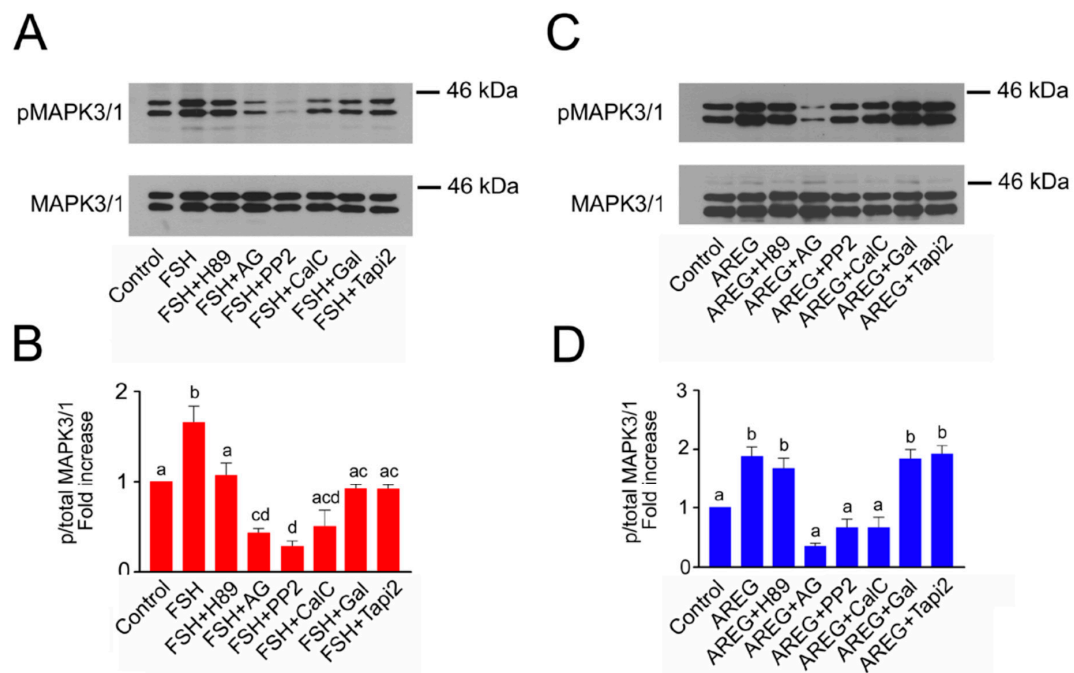 A
pMAPK3/1
46 kDa
MAPK3/1
46 kDa
Control
FSH
FSH+H89
FSH+AG
FSH+PP2
FSH+CalC
FSH+Gal
FSH+Tapi2
B
p/total MAPK3/1
Fold increase
2
1
0
a
b
a
cd
d
acd
ac
ac
Control
FSH
FSH+H89
FSH+AG
FSH+PP2
FSH+CalC
FSH+Gal
FSH+Tapi2
C
pMAPK3/1
46 kDa
MAPK3/1
46 kDa
Control
AREG
AREG+H89
AREG+AG
AREG+PP2
AREG+CalC
AREG+Gal
AREG+Tapi2
D
p/total MAPK3/1
Fold increase
3
2
1
0
a
b
b
a
a
a
b
b
Control
AREG
AREG+H89
AREG+AG
AREG+PP2
AREG+CalC
AREG+Gal
AREG+Tapi2